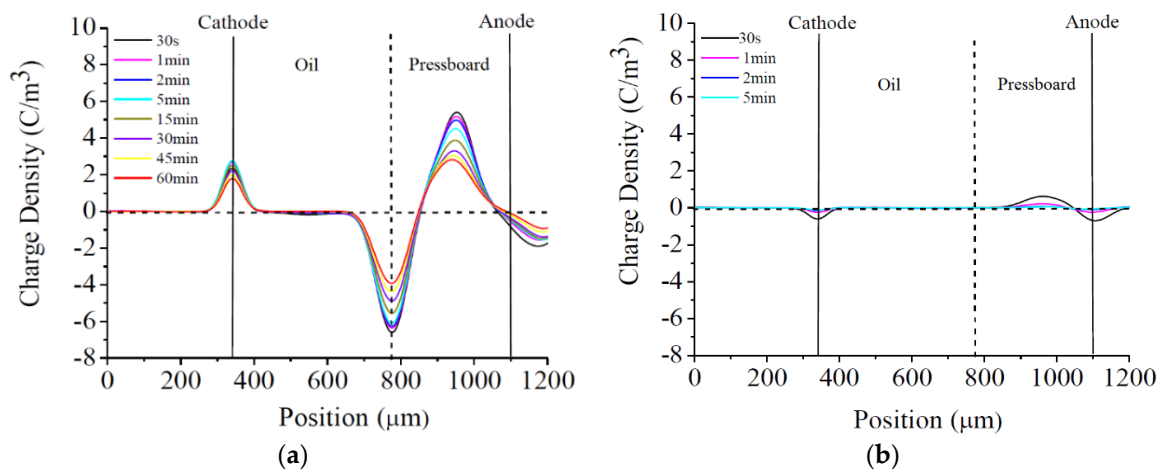 Cathode
Anode
30s
1min
2min
5min
15min
30min
45min
60min
Oil
Pressboard
Charge Density (C/m³)
10
8
6
4
2
0
-2
-4
-6
-8
0
200
400
600
800
1000
1200
Position (μm)
(a)
Cathode
Anode
30s
1min
2min
5min
Oil
Pressboard
Charge Density (C/m³)
10
8
6
4
2
0
-2
-4
-6
-8
0
200
400
600
800
1000
1200
Position (μm)
(b)